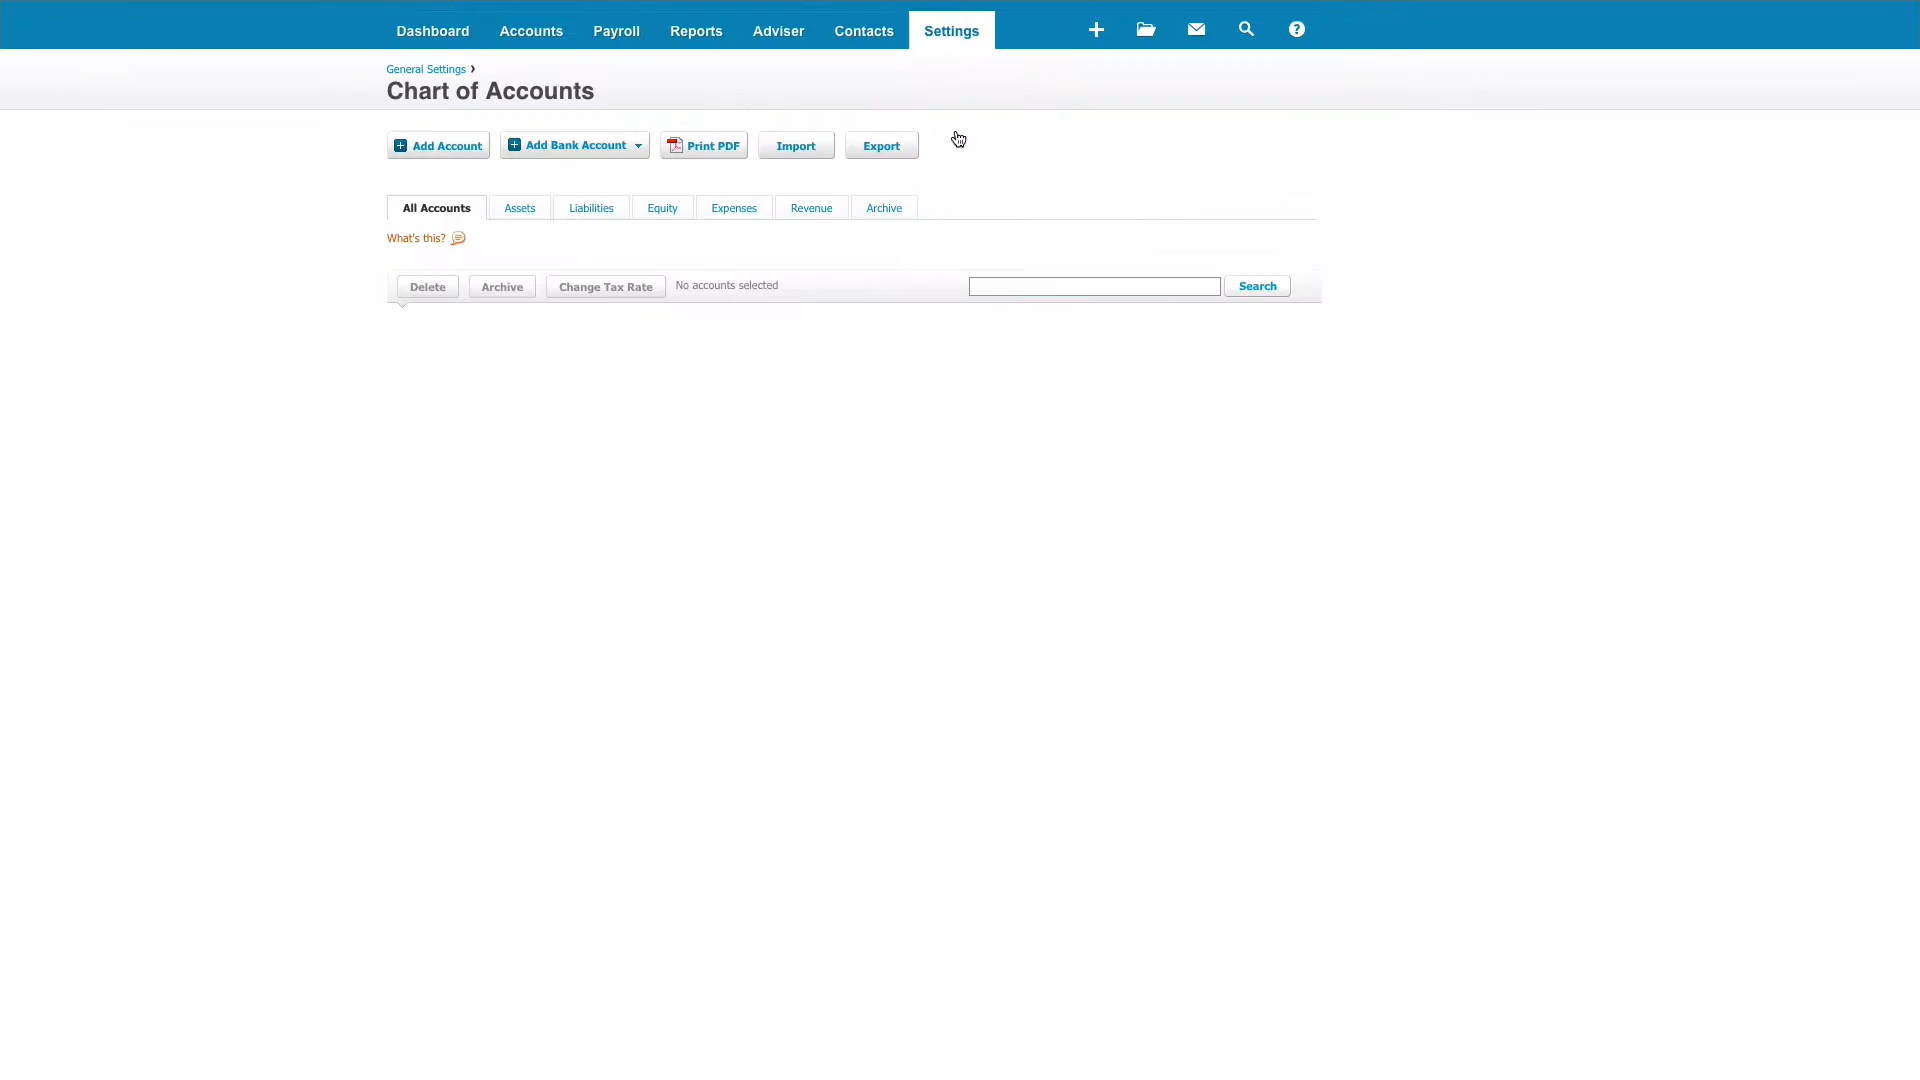 Dashboard Accounts Payroll Reports Adviser Contacts Settings
General Settings ›
Chart of Accounts
Add Account Add Bank Account Print PDF Import Export
All Accounts Assets Liabilities Equity Expenses Revenue Archive
What's this?
Delete Archive Change Tax Rate No accounts selected Search